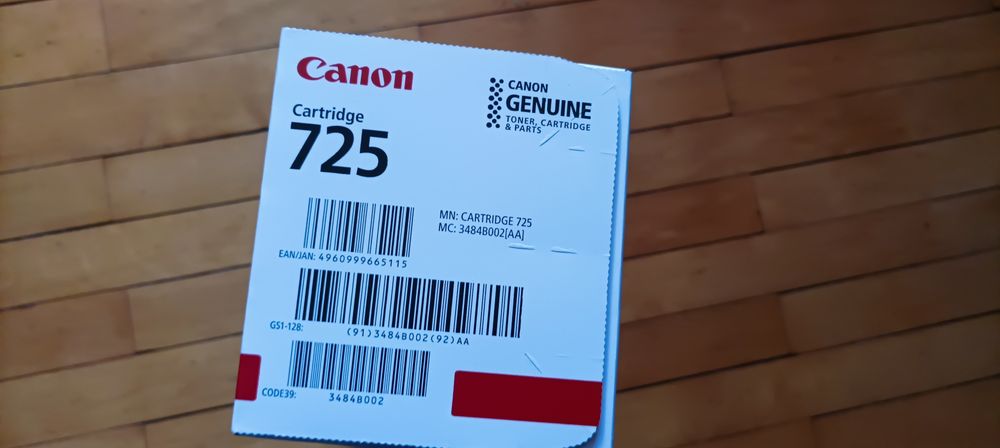 Canon
CANON
GENUINE
TONER, CARTRIDGE
& PARTS
Cartridge
725
MN: CARTRIDGE 725
MC: 3484B002[AA]
EAN/JAN: 4960999665115
GS1-128: (91)3484B002(92)AA
CODE39: 3484B002